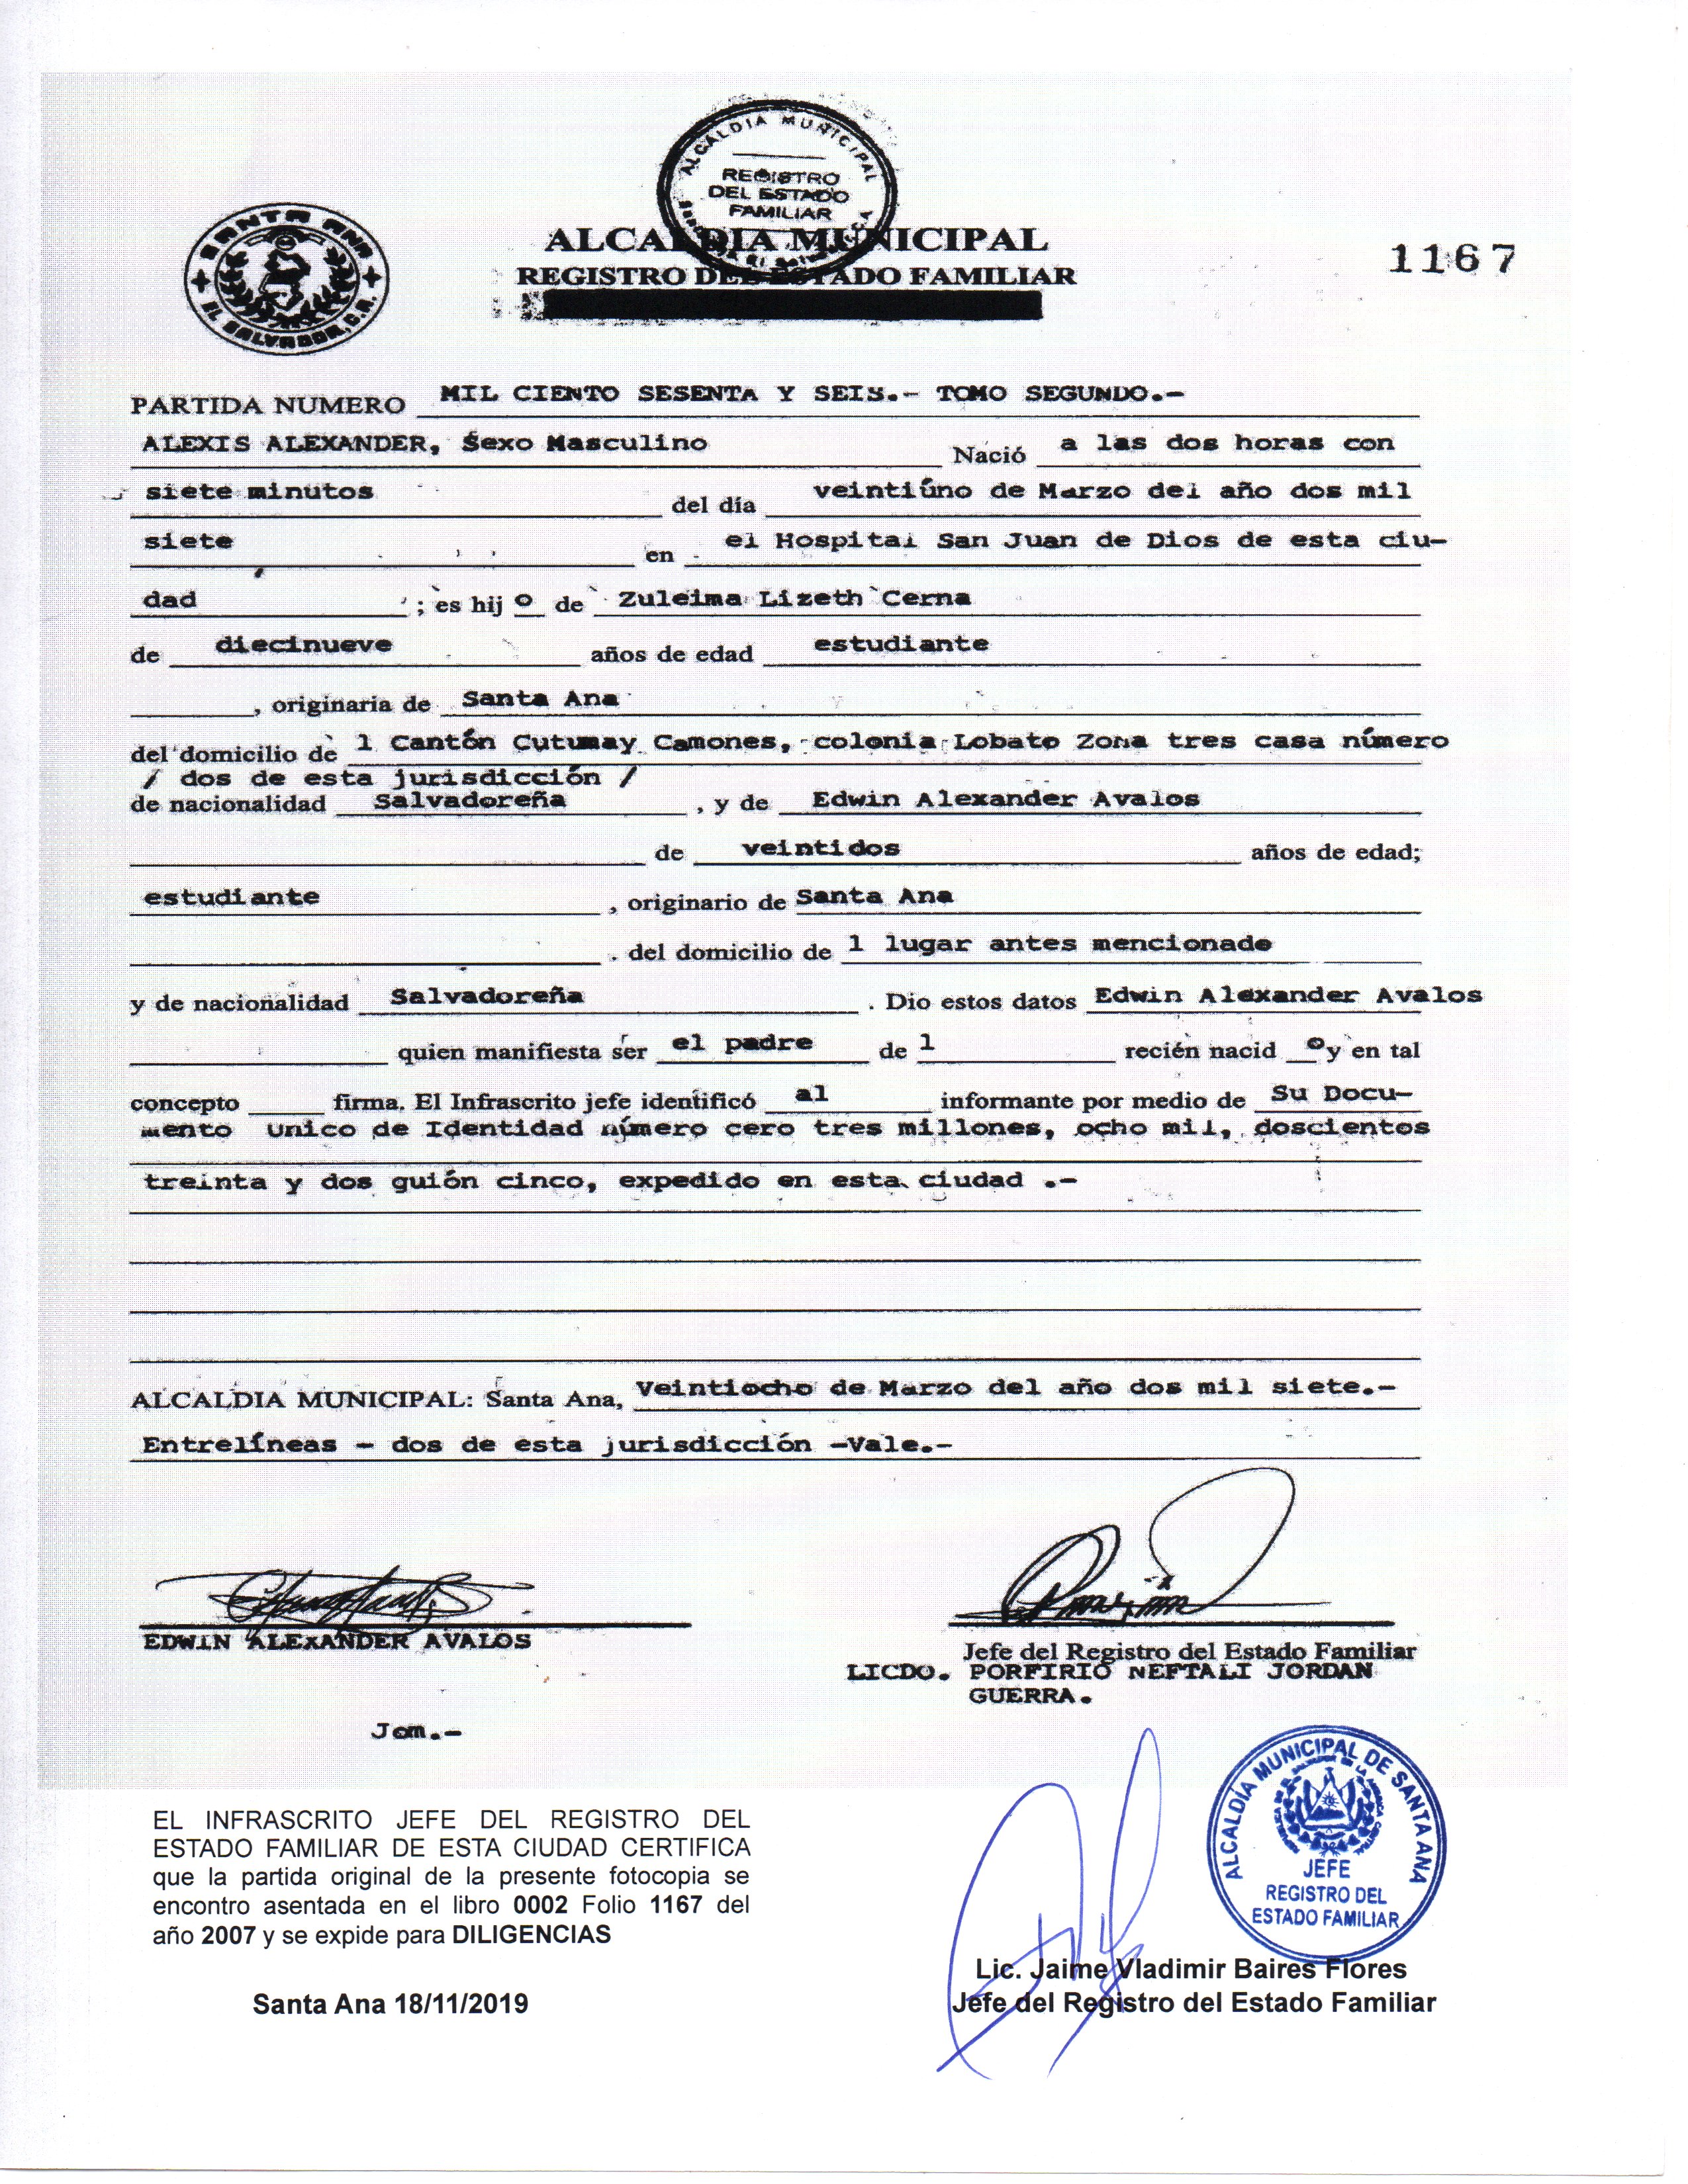 ALCALDIA MUNICIPAL
REGISTRO
DEL ESTADO
FAMILIAR
SANTA ANA
EL SALVADOR, C.A.
ALCALDIA MUNICIPAL
REGISTRO DEL ESTADO FAMILIAR
1167
PARTIDA NUMERO MIL CIENTO SESENTA Y SEIS.- TOMO SEGUNDO.-
ALEXIS ALEXANDER, Sexo Masculino Nació a las dos horas con
siete minutos del día veintiúno de Marzo del año dos mil
siete en el Hospital San Juan de Dios de esta ciu-
dad ; es hij o de Zuleima Lizeth Cerna
de diecinueve años de edad estudiante
, originaria de Santa Ana
del domicilio de l Cantón Cutumay Camones, colonia Lobato Zona tres casa número
/ dos de esta jurisdicción /
de nacionalidad Salvadoreña , y de Edwin Alexander Avalos
de veintidos años de edad;
estudiante , originario de Santa Ana
. del domicilio de l lugar antes mencionado
y de nacionalidad Salvadoreña . Dio estos datos Edwin Alexander Avalos
quien manifiesta ser el padre de l recién nacid o y en tal
concepto firma. El Infrascrito jefe identificó al informante por medio de Su Docu-
mento Unico de Identidad número cero tres millones, ocho mil, doscientos
treinta y dos guión cinco, expedido en esta ciudad .-
ALCALDIA MUNICIPAL: Santa Ana, Veintiocho de Marzo del año dos mil siete.-
Entrelíneas - dos de esta jurisdicción -Vale.-
EDWIN ALEXANDER AVALOS
Jefe del Registro del Estado Familiar
LICDO. PORFIRIO NEFTALI JORDAN
GUERRA.
Jom.-
EL INFRASCRITO JEFE DEL REGISTRO DEL
ESTADO FAMILIAR DE ESTA CIUDAD CERTIFICA
que la partida original de la presente fotocopia se
encontro asentada en el libro 0002 Folio 1167 del
año 2007 y se expide para DILIGENCIAS
Santa Ana 18/11/2019
ALCALDÍA MUNICIPAL DE SANTA ANA
JEFE
REGISTRO DEL
ESTADO FAMILIAR
Lic. Jaime Vladimir Baires Flores
Jefe del Registro del Estado Familiar